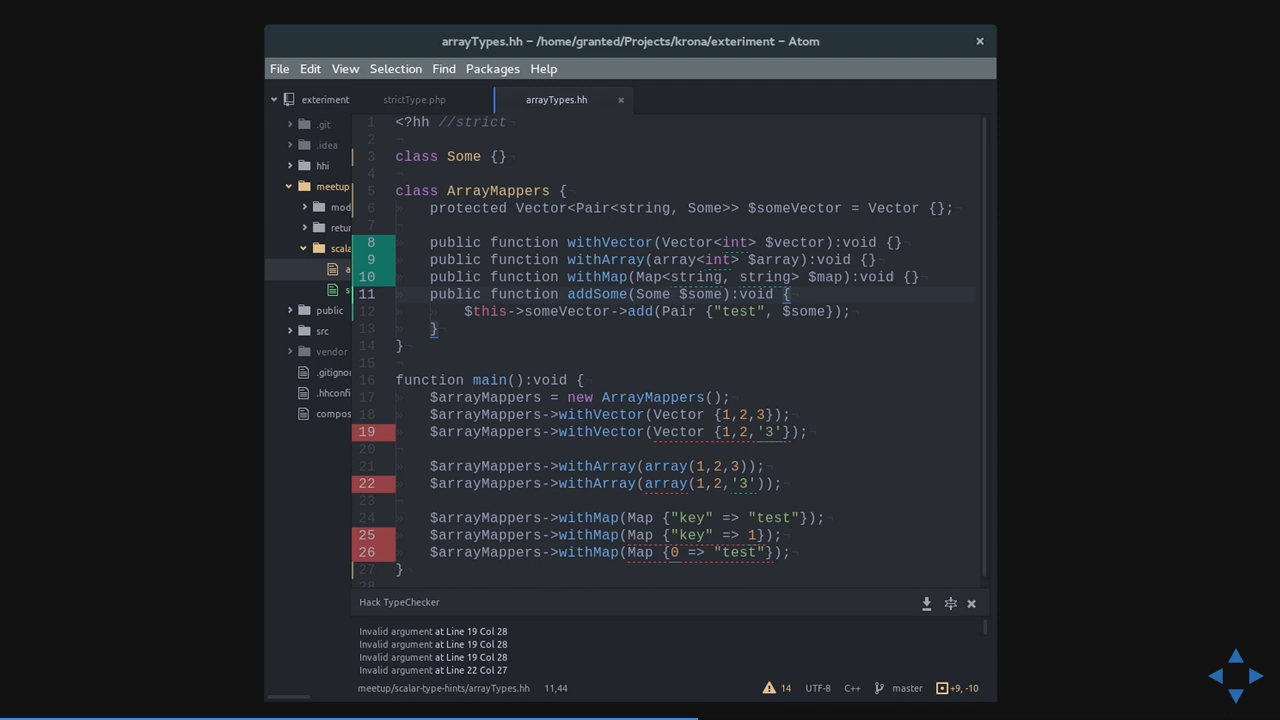 arrayTypes.hh – /home/granted/Projects/krona/exteriment – Atom
File Edit View Selection Find Packages Help
exteriment
strictType.php
arrayTypes.hh
.git
.idea
hhi
meetup
mod
retur
scala
a
s
public
src
vendor
.gitignor
.hhconfi
compos
1 <?hh //strict
2
3 class Some {}
4
5 class ArrayMappers {
6 protected Vector<Pair<string, Some>> $someVector = Vector {};
7
8 public function withVector(Vector<int> $vector):void {}
9 public function withArray(array<int> $array):void {}
10 public function withMap(Map<string, string> $map):void {}
11 public function addSome(Some $some):void {
12 $this->someVector->add(Pair {"test", $some});
13 }
14 }
15
16 function main():void {
17 $arrayMappers = new ArrayMappers();
18 $arrayMappers->withVector(Vector {1,2,3});
19 $arrayMappers->withVector(Vector {1,2,'3'});
20
21 $arrayMappers->withArray(array(1,2,3));
22 $arrayMappers->withArray(array(1,2,'3'));
23
24 $arrayMappers->withMap(Map {"key" => "test"});
25 $arrayMappers->withMap(Map {"key" => 1});
26 $arrayMappers->withMap(Map {0 => "test"});
27 }
28
Hack TypeChecker
Invalid argument at Line 19 Col 28
Invalid argument at Line 19 Col 28
Invalid argument at Line 19 Col 28
Invalid argument at Line 22 Col 27
meetup/scalar-type-hints/arrayTypes.hh 11,44 14 UTF-8 C++ master +9, -10